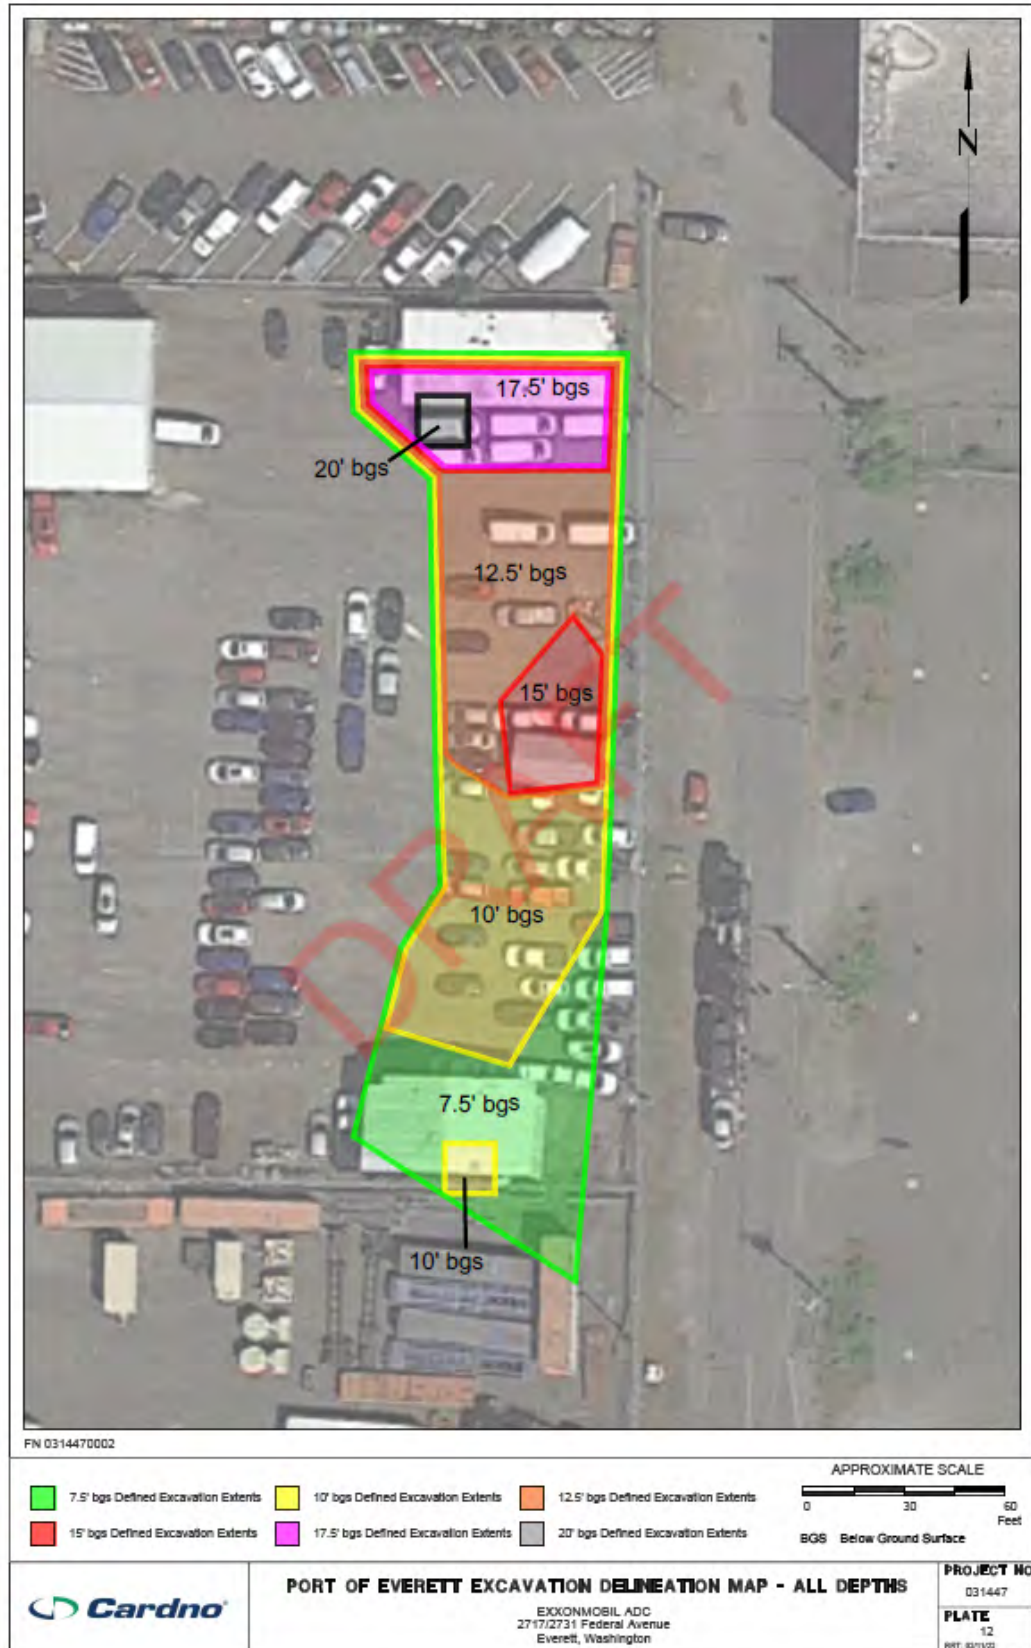 N
17.5' bgs
20' bgs
12.5' bgs
15' bgs
DRAFT
10' bgs
7.5' bgs
10' bgs
FN 0314470002
APPROXIMATE SCALE
7.5' bgs Defined Excavation Extents 10' bgs Defined Excavation Extents 12.5' bgs Defined Excavation Extents
0 30 60
Feet
15' bgs Defined Excavation Extents 17.5' bgs Defined Excavation Extents 20' bgs Defined Excavation Extents
BGS Below Ground Surface
Cardno
PORT OF EVERETT EXCAVATION DELINEATION MAP - ALL DEPTHS
EXXONMOBIL ADC
2717/2731 Federal Avenue
Everett, Washington
PROJECT NO
031447
PLATE
12